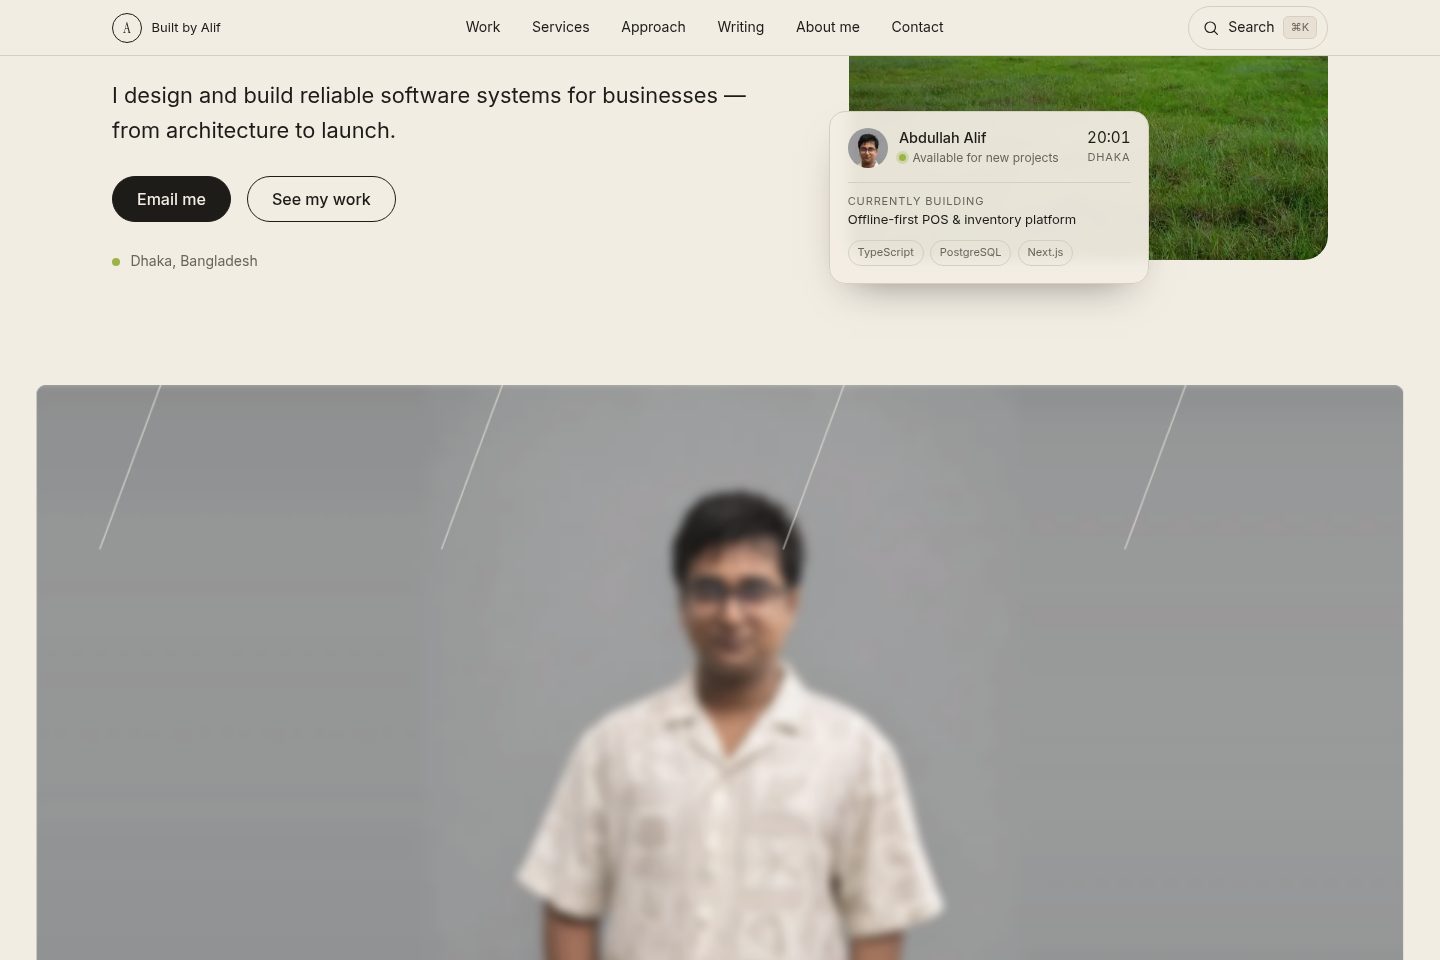 A Built by Alif
Work Services Approach Writing About me Contact
Search ⌘K
I design and build reliable software systems for businesses —
from architecture to launch.
Email me See my work
Dhaka, Bangladesh
Abdullah Alif 20:01
Available for new projects DHAKA
CURRENTLY BUILDING
Offline-first POS & inventory platform
TypeScript PostgreSQL Next.js